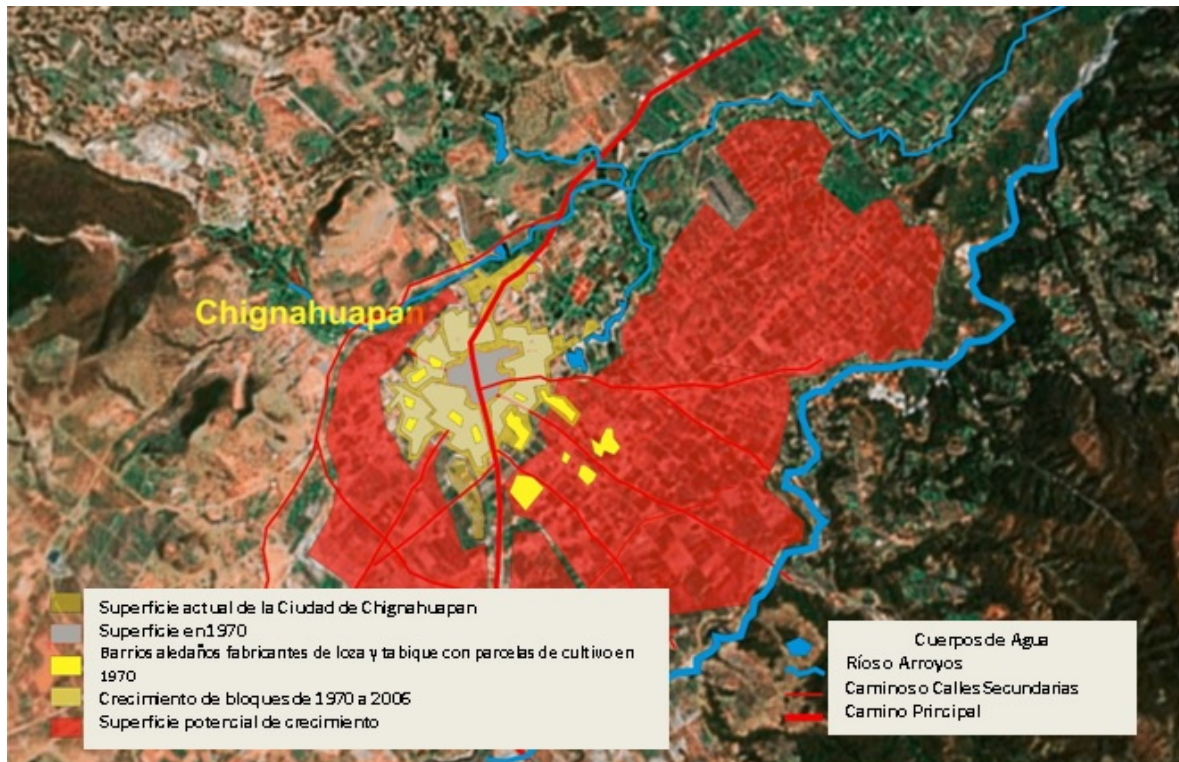 Chignahuapan
Superficie actual de la Ciudad de Chignahuapan
Superficie en 1970
Barrios aledaños fabricantes de loza y tabique con parcelas de cultivo en
1970
Crecimiento de bloques de 1970 a 2006
Superficie potencial de crecimiento
Cuerpos de Agua
Ríos o Arroyos
Caminos o Calles Secundarias
Camino Principal